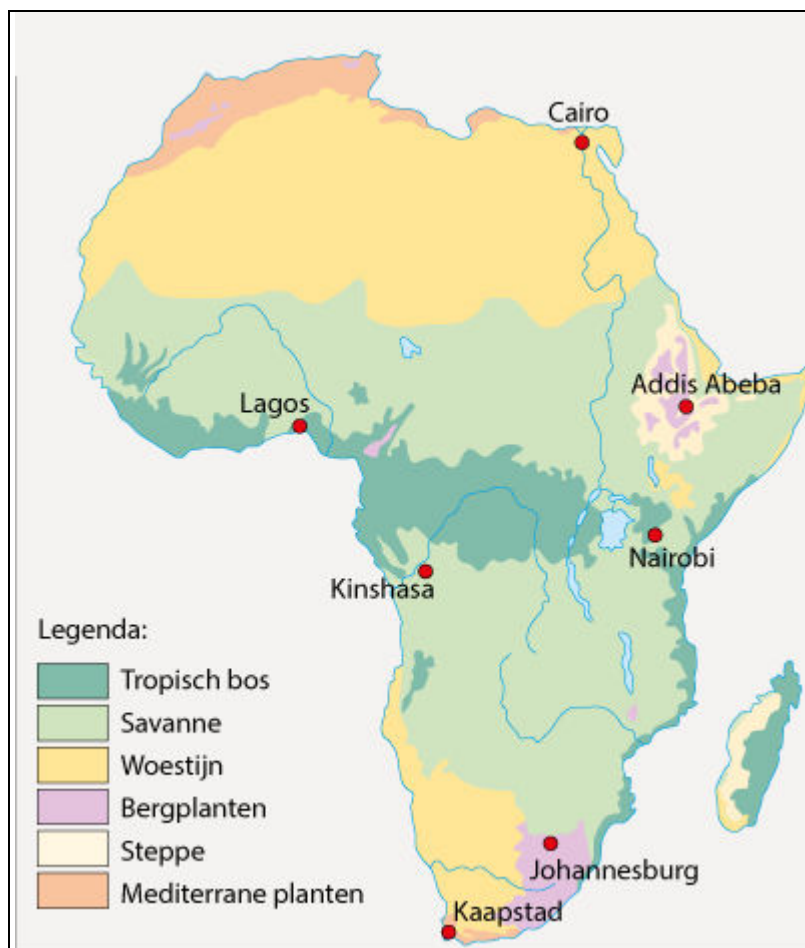 Cairo
Addis Abeba
Lagos
Nairobi
Kinshasa
Legenda:
Tropisch bos
Savanne
Woestijn
Bergplanten
Steppe
Johannesburg
Mediterrane planten
Kaapstad